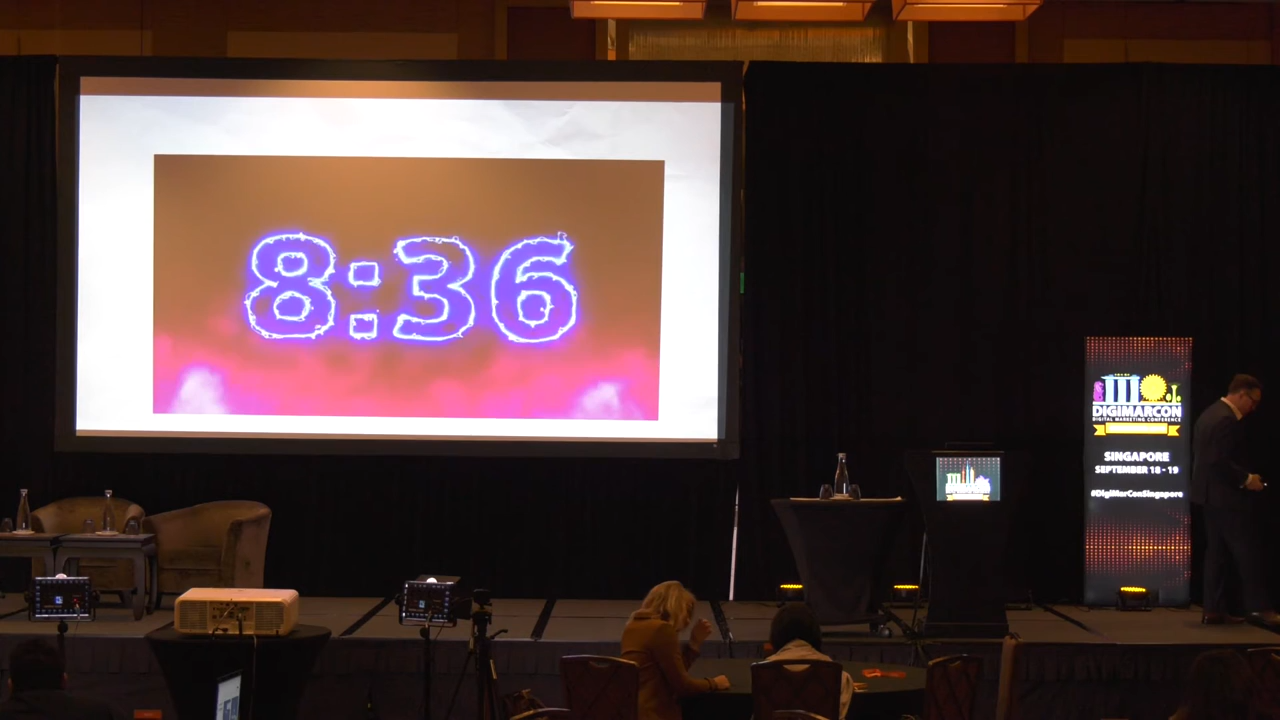 8:36
DIGIMARCON
DIGITAL MARKETING CONFERENCE
SINGAPORE
SEPTEMBER 18 - 19
#DigiMarConSingapore